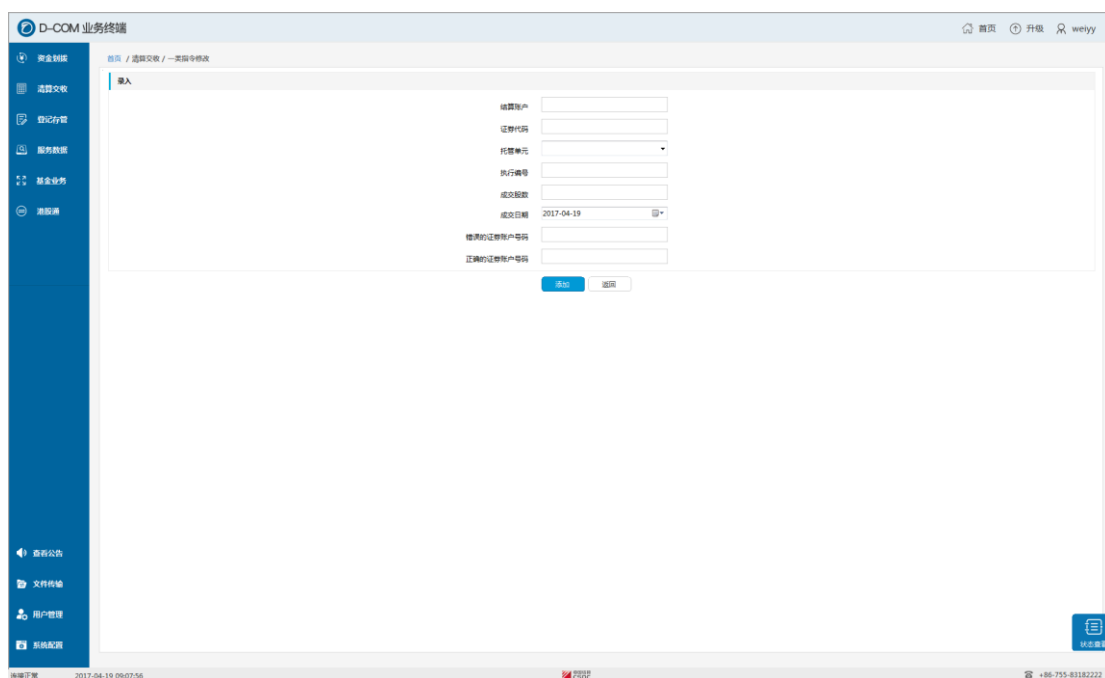 D-COM 业务终端
首页 升级 weiyy
资金划拨
清算交收
登记存管
服务数据
基金业务
港股通
首页 / 清算交收 / 一类指令修改
录入
结算账户
证券代码
托管单元
执行编号
成交股数
成交日期 2017-04-19
错误的证券账户号码
正确的证券账户号码
添加 返回
查看公告
文件传输
用户管理
系统配置
状态查看
连接正常 2017-04-19 09:07:56 CSDC +86-755-83182222